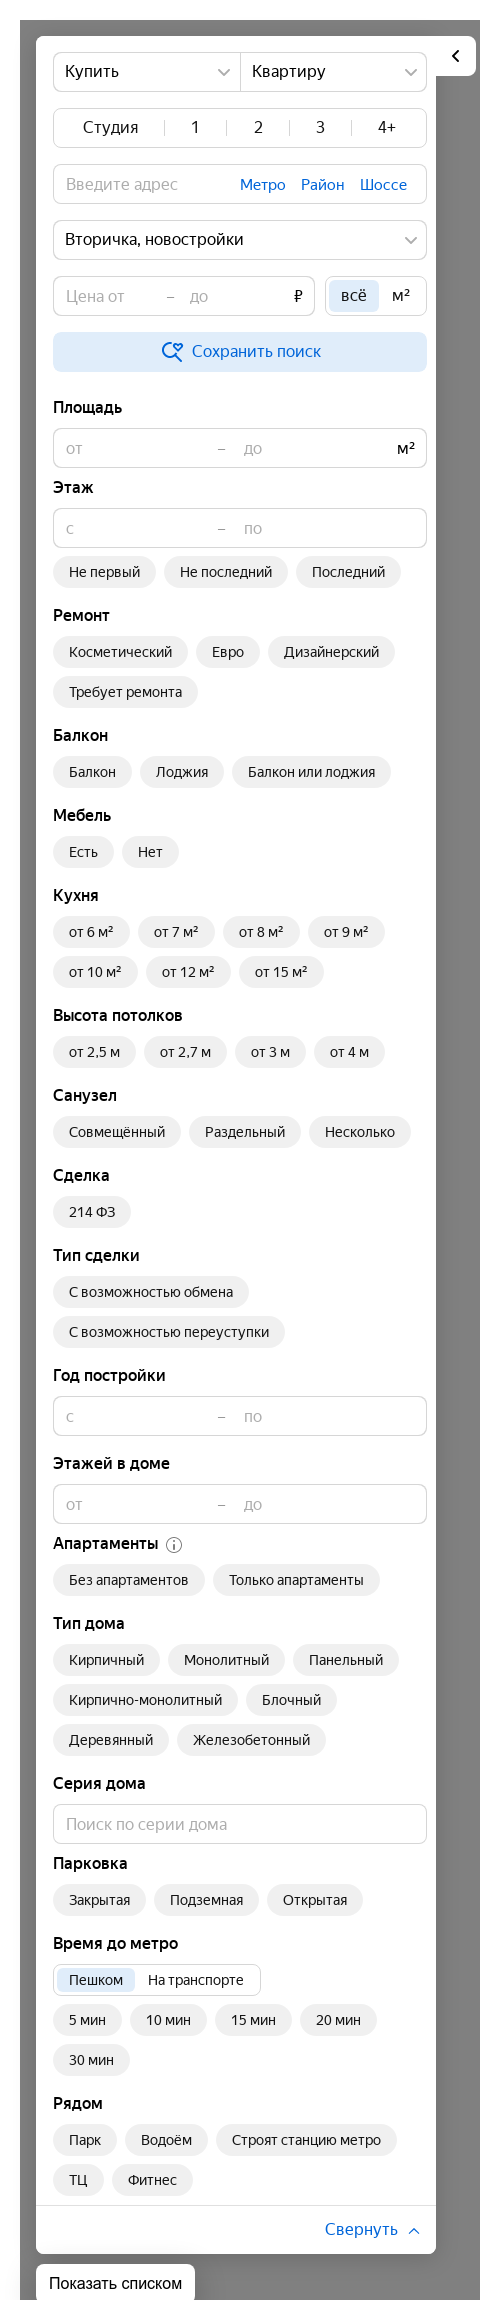 Купить Квартиру
Студия 1 2 3 4+
Введите адрес Метро Район Шоссе
Вторичка, новостройки
Цена от – до ₽ всё м²
Сохранить поиск
Площадь
от – до м²
Этаж
с – по
Не первый Не последний Последний
Ремонт
Косметический Евро Дизайнерский
Требует ремонта
Балкон
Балкон Лоджия Балкон или лоджия
Мебель
Есть Нет
Кухня
от 6 м² от 7 м² от 8 м² от 9 м²
от 10 м² от 12 м² от 15 м²
Высота потолков
от 2,5 м от 2,7 м от 3 м от 4 м
Санузел
Совмещённый Раздельный Несколько
Сделка
214 ФЗ
Тип сделки
С возможностью обмена
С возможностью переуступки
Год постройки
с – по
Этажей в доме
от – до
Апартаменты
Без апартаментов Только апартаменты
Тип дома
Кирпичный Монолитный Панельный
Кирпично-монолитный Блочный
Деревянный Железобетонный
Серия дома
Поиск по серии дома
Парковка
Закрытая Подземная Открытая
Время до метро
Пешком На транспорте
5 мин 10 мин 15 мин 20 мин
30 мин
Рядом
Парк Водоём Строят станцию метро
ТЦ Фитнес
Свернуть
Показать списком